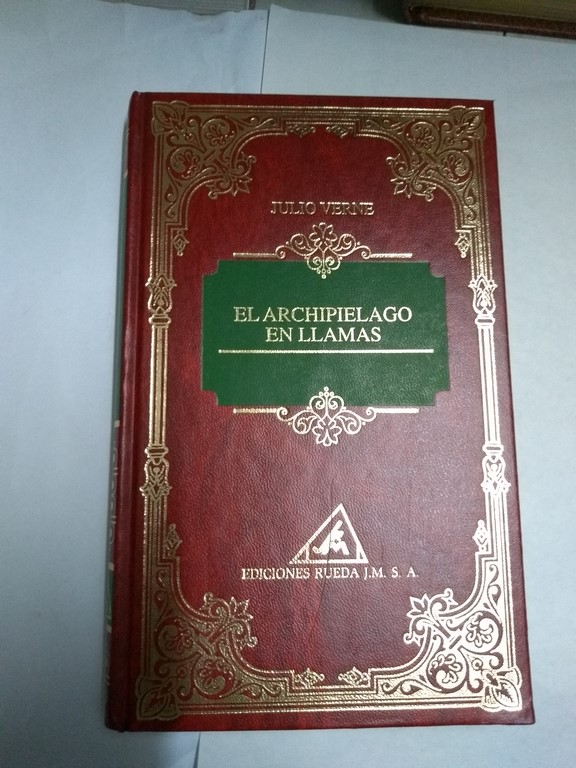 JULIO VERNE
EL ARCHIPIELAGO
EN LLAMAS
EDICIONES RUEDA J.M. S. A.